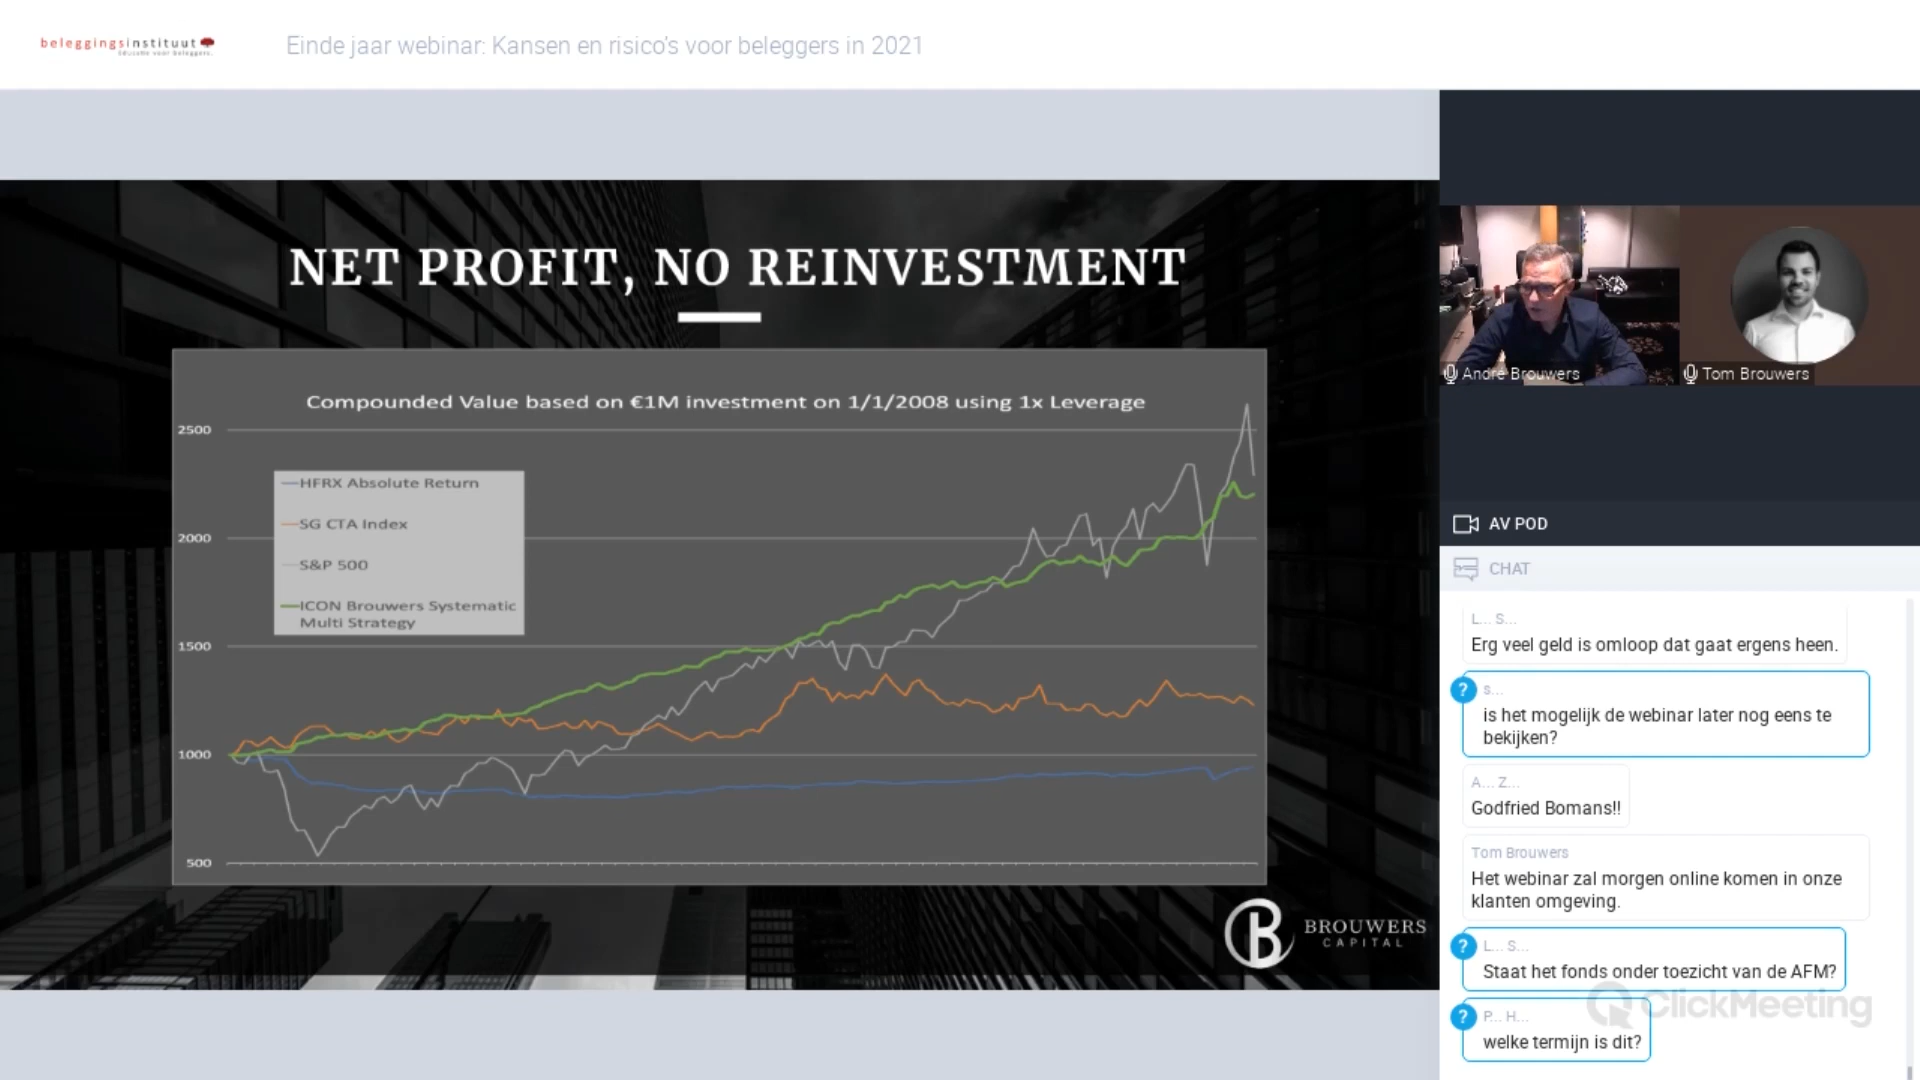 beleggingsinstituut
Educatie voor beleggers.
Einde jaar webinar: Kansen en risico's voor beleggers in 2021
NET PROFIT, NO REINVESTMENT
Compounded Value based on €1M investment on 1/1/2008 using 1x Leverage
2500
2000
1500
1000
500
HFRX Absolute Return
SG CTA Index
S&P 500
ICON Brouwers Systematic
Multi Strategy
BROUWERS
CAPITAL
André Brouwers
Tom Brouwers
AV POD
CHAT
L... S...
Erg veel geld is omloop dat gaat ergens heen.
?
s...
is het mogelijk de webinar later nog eens te
bekijken?
A... Z...
Godfried Bomans!!
Tom Brouwers
Het webinar zal morgen online komen in onze
klanten omgeving.
?
L... S...
Staat het fonds onder toezicht van de AFM?
ClickMeeting
?
P... H...
welke termijn is dit?